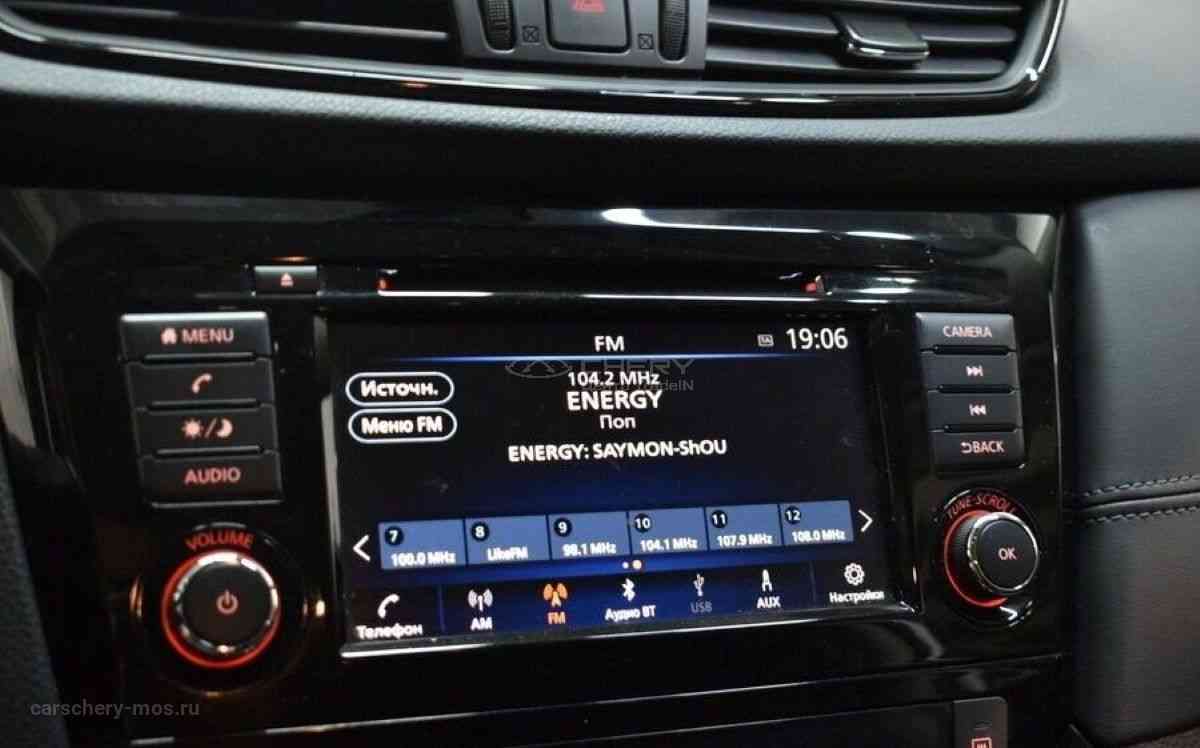 MENU
AUDIO
VOLUME
FM
19:06
CHERY
Источн.
104.2 MHz
ENERGY
Меню FM
Поп
ENERGY: SAYMON-ShOU
7
100.0 MHz
8
LikeFM
9
98.1 MHz
10
104.1 MHz
11
107.9 MHz
12
108.0 MHz
Телефон
AM
FM
Аудио BT
USB
AUX
Настройки
CAMERA
BACK
TUNE·SCROLL
OK
carschery-mos.ru